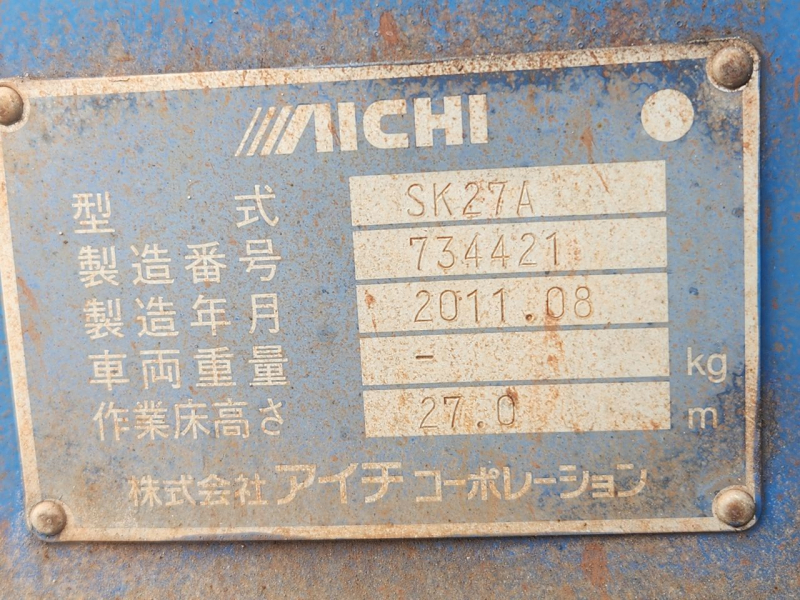 AICHI
型式 SK27A
製造番号 734421
製造年月 2011.08
車両重量 - kg
作業床高さ 27.0 m
株式会社アイチコーポレーション